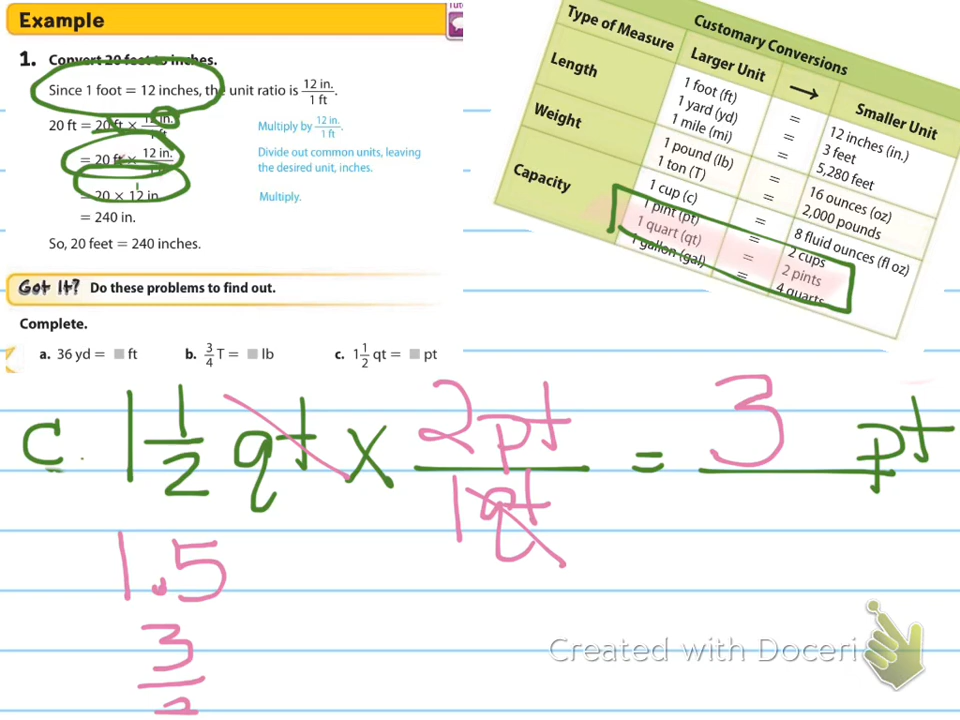 Example
Tuto
1. Convert 20 feet to inches.
Since 1 foot = 12 inches, the unit ratio is 12 in. / 1 ft.
20 ft = 20 ft × 12 in. / 1 ft
Multiply by 12 in. / 1 ft.
= 20 ft × 12 in.
Divide out common units, leaving
the desired unit, inches.
= 20 × 12 in.
Multiply.
= 240 in.
So, 20 feet = 240 inches.
Got It? Do these problems to find out.
Complete.
a. 36 yd = ■ ft
b. 3/4 T = ■ lb
c. 1 1/2 qt = ■ pt
Customary Conversions
Type of Measure Larger Unit → Smaller Unit
Length 1 foot (ft) = 12 inches (in.)
1 yard (yd) = 3 feet
1 mile (mi) = 5,280 feet
Weight 1 pound (lb) = 16 ounces (oz)
1 ton (T) = 2,000 pounds
Capacity 1 cup (c) = 8 fluid ounces (fl oz)
1 pint (pt) = 2 cups
1 quart (qt) = 2 pints
1 gallon (gal) = 4 quarts
C. 1 1/2 qt x 2pt / 1qt = 3 pt
1.5
3/2
Created with Doceri